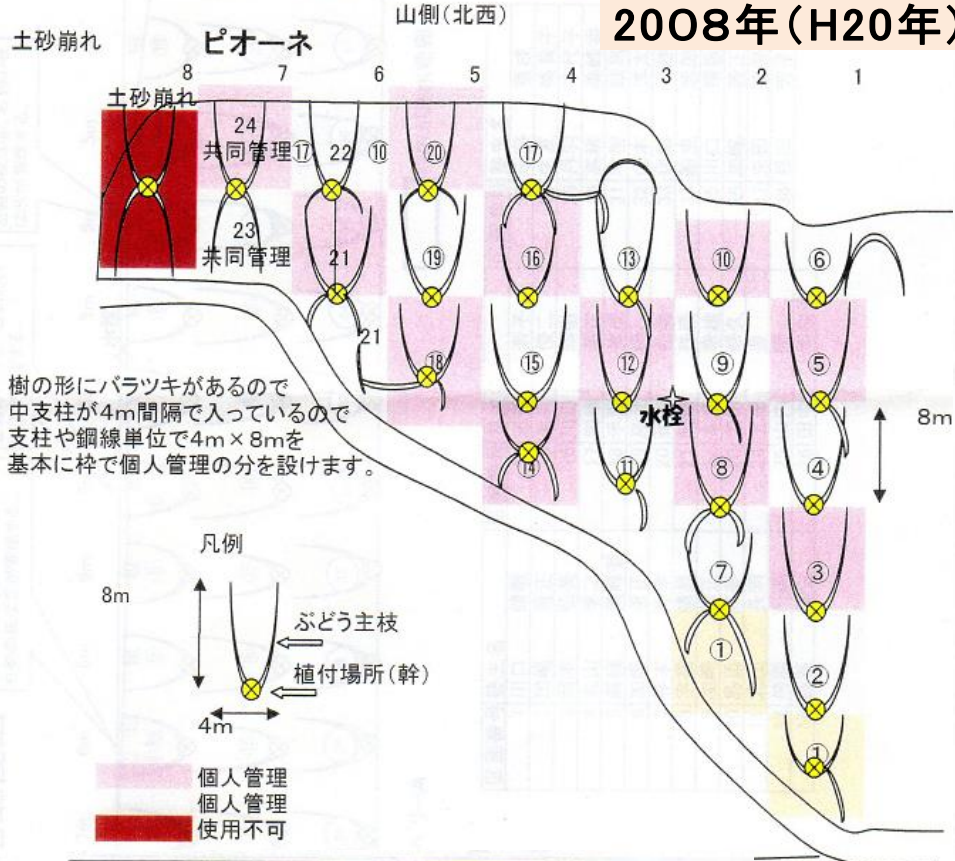 2008年(H20年)
山側(北西)
土砂崩れ
ピオーネ
8 7 6 5 4 3 2 1
土砂崩れ
24
共同管理
⑰ 22 ⑩ ⑳ ⑰
23
共同管理
21 ⑲ ⑯ ⑬ ⑩ ⑥
21 ⑱ ⑮ ⑫ ⑨ ⑤
水栓
8m
⑭ ⑪ ⑧ ④
⑦ ③
① ②
①
樹の形にバラツキがあるので
中支柱が4m間隔で入っているので
支柱や鋼線単位で4m×8mを
基本に枠で個人管理の分を設けます。
凡例
8m
ぶどう主枝
植付場所(幹)
4m
個人管理
個人管理
使用不可